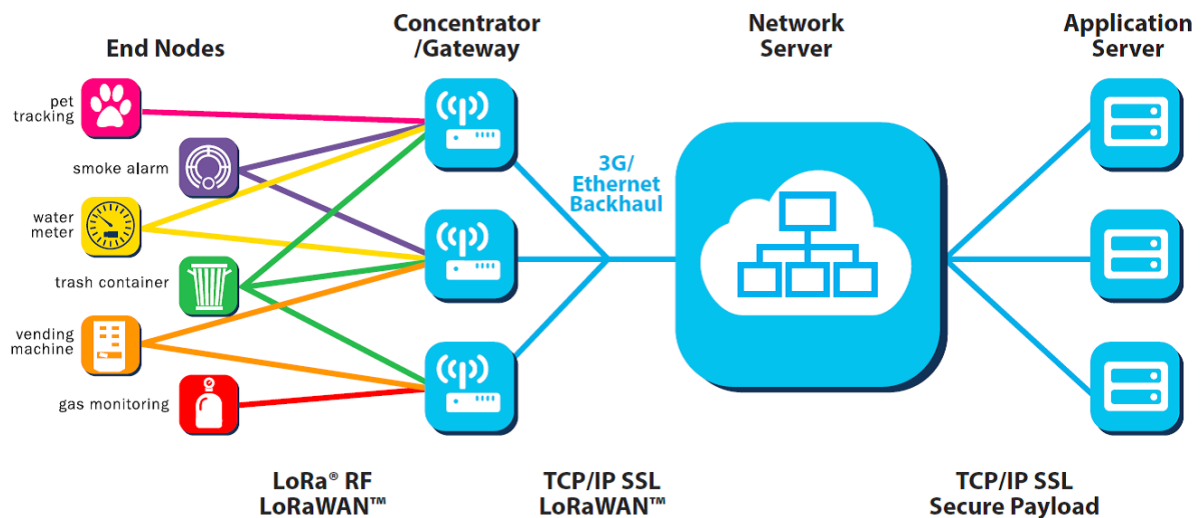 End Nodes
Concentrator
/Gateway
Network
Server
Application
Server
pet
tracking
smoke alarm
water
meter
trash container
vending
machine
gas monitoring
3G/
Ethernet
Backhaul
LoRa® RF
LoRaWAN™
TCP/IP SSL
LoRaWAN™
TCP/IP SSL
Secure Payload